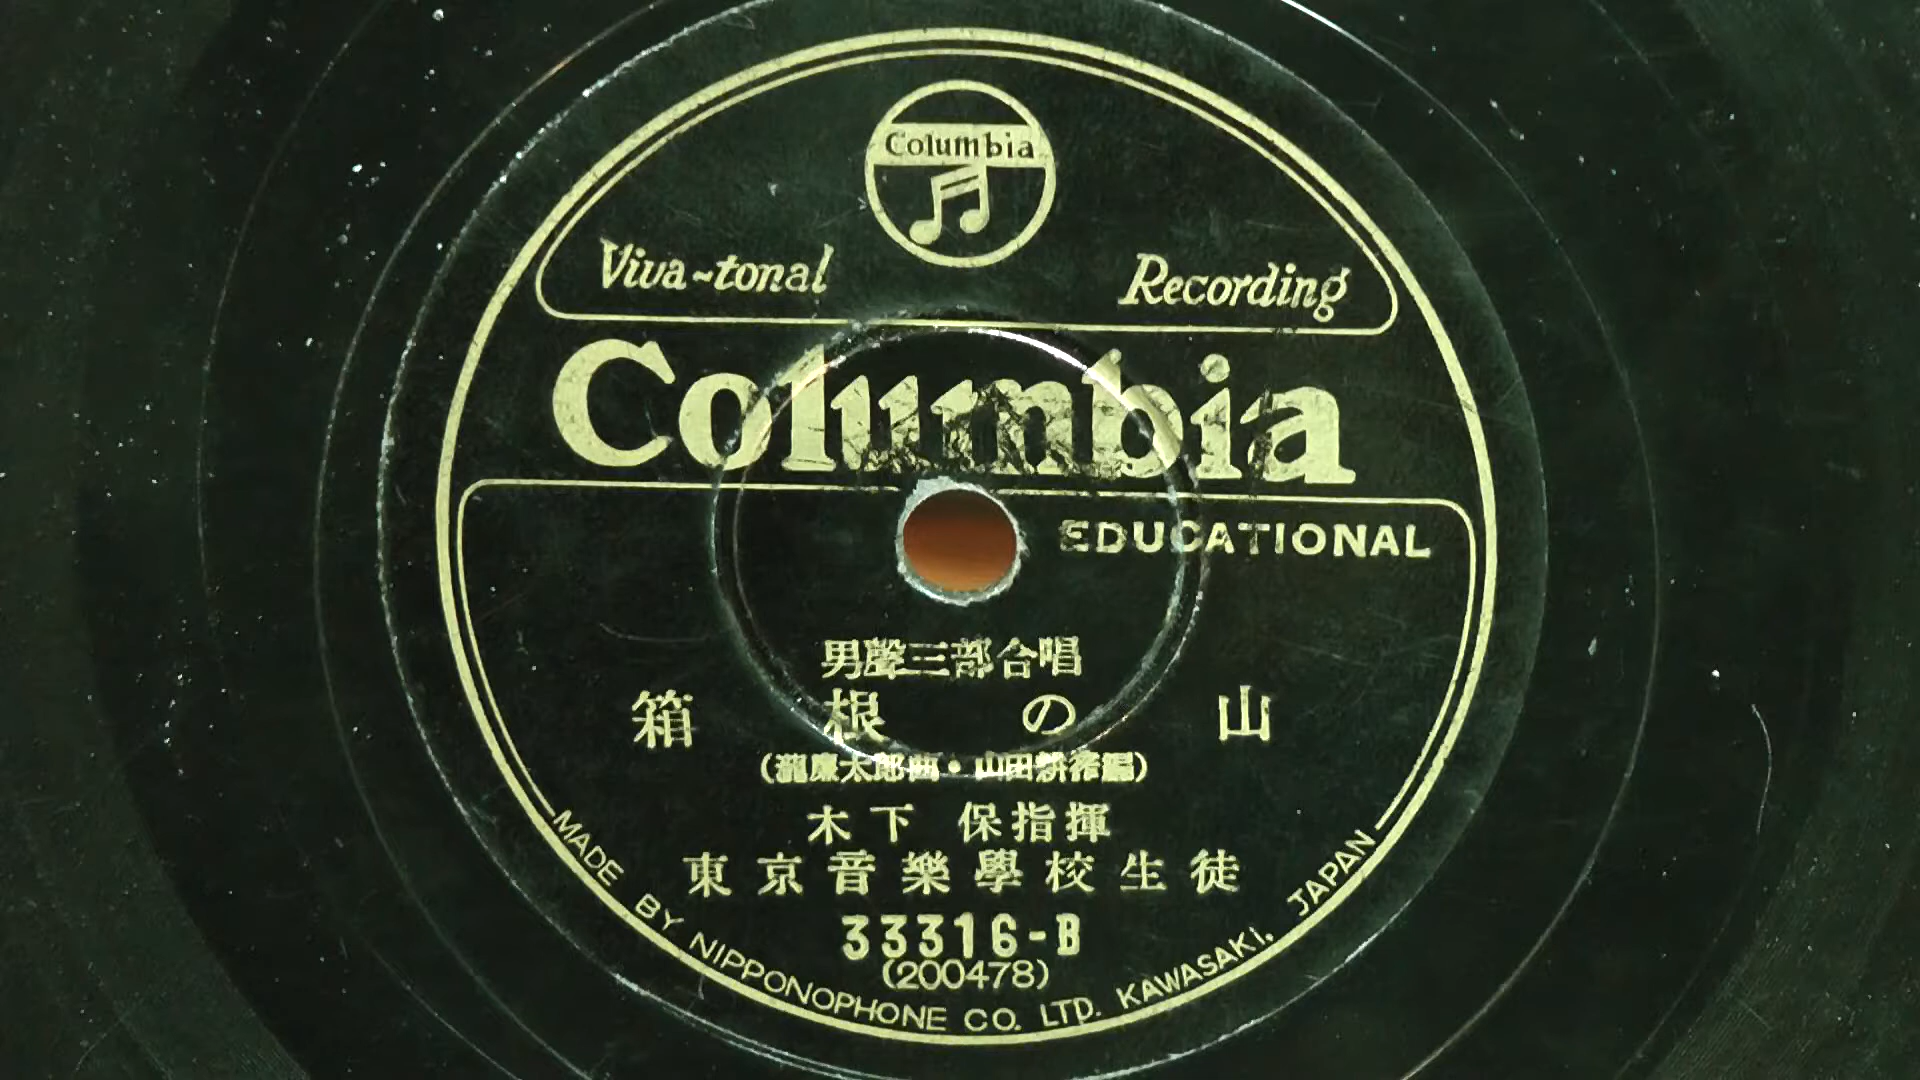 Columbia
Viva-tonal Recording
Columbia
EDUCATIONAL
男聲三部合唱
箱根の山
(瀧廉太郎曲・山田耕筰編)
木下 保指揮
東京音樂學校生徒
33316-B
(200478)
MADE BY NIPPONOPHONE CO. LTD. KAWASAKI, JAPAN